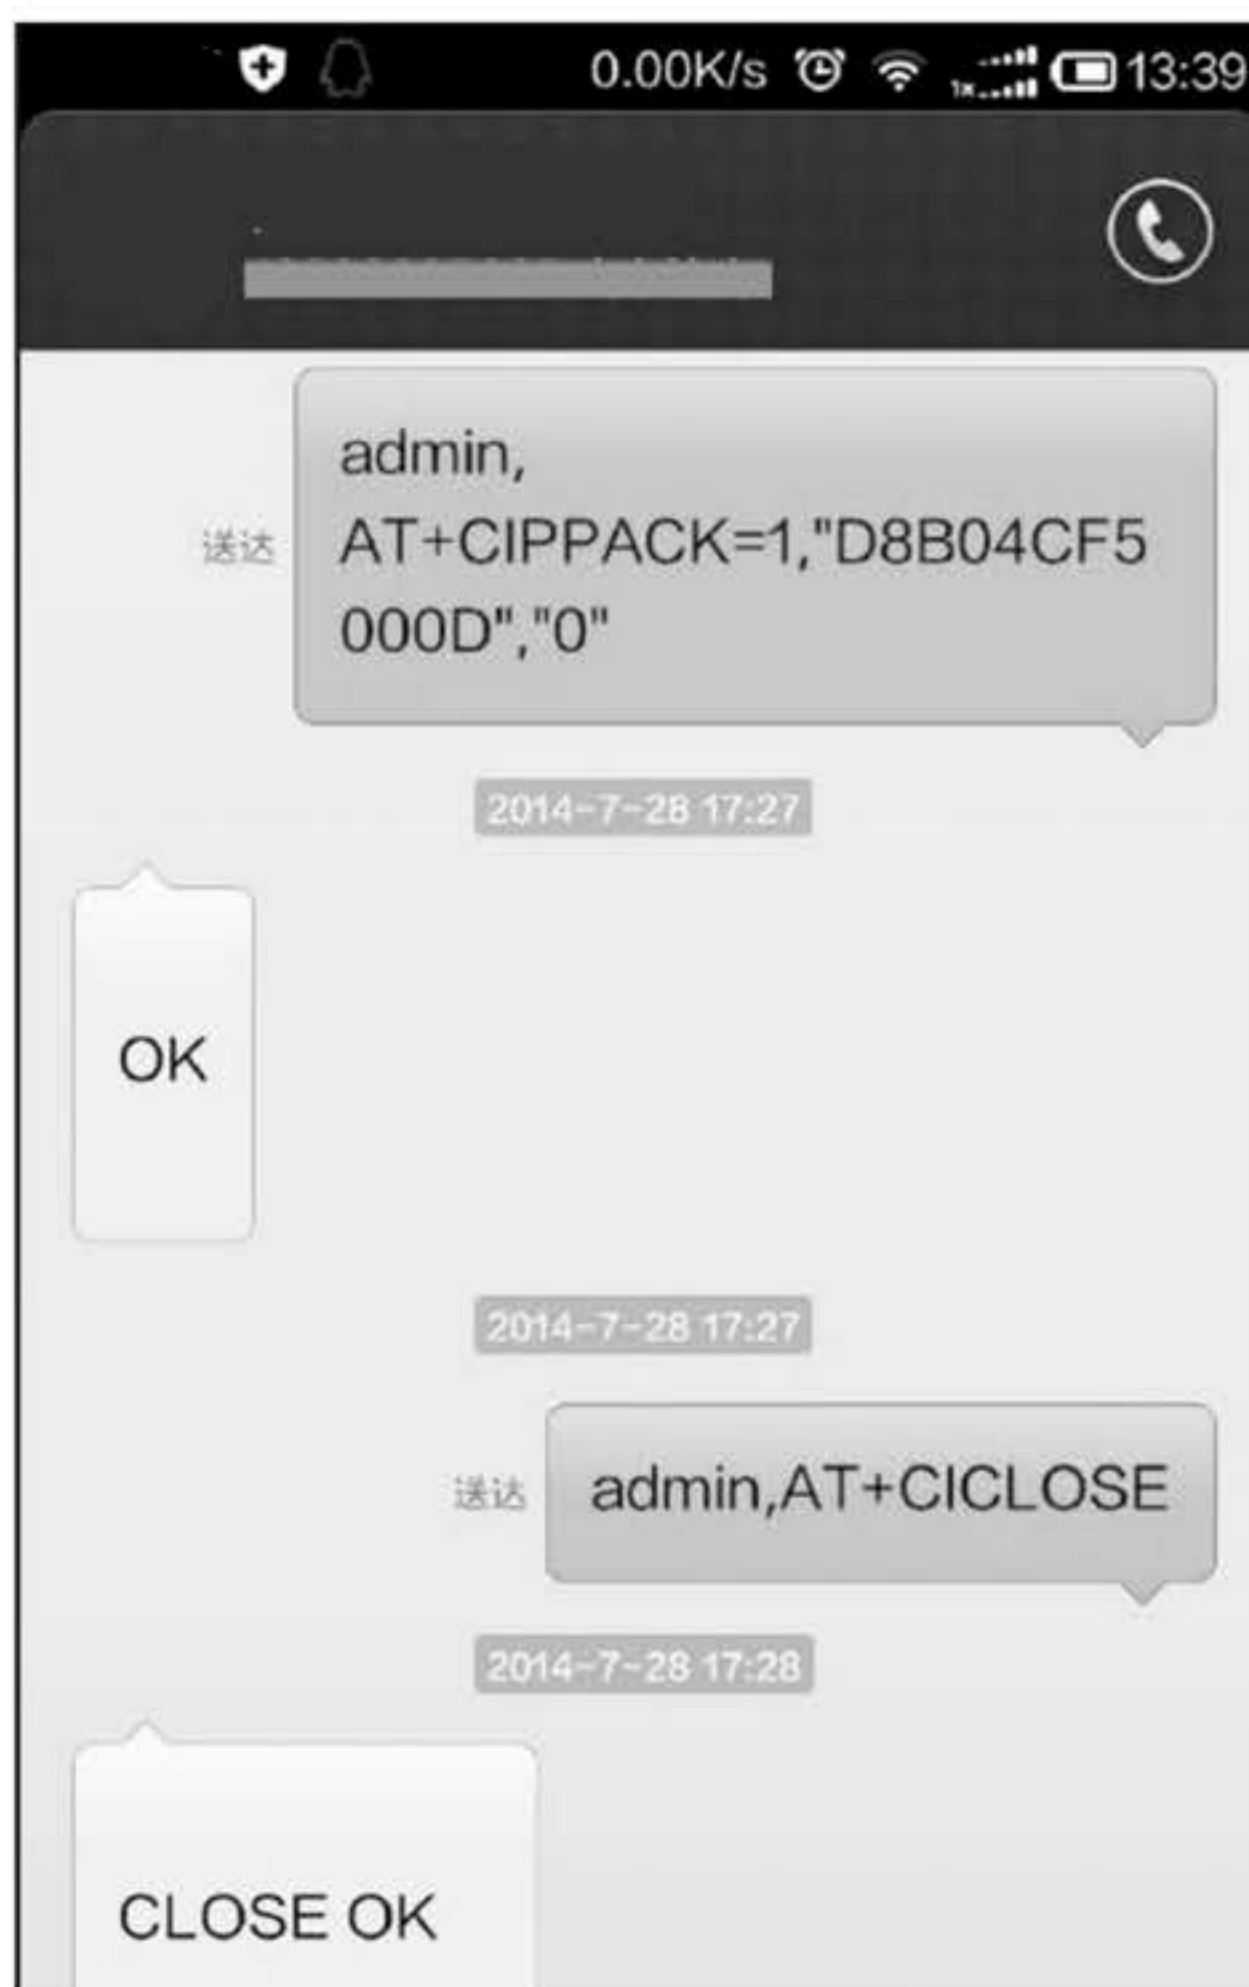 0.00K/s 1x 13:39
admin,
送达
AT+CIPPACK=1,"D8B04CF5
000D","0"
2014-7-28 17:27
OK
2014-7-28 17:27
送达
admin,AT+CICLOSE
2014-7-28 17:28
CLOSE OK